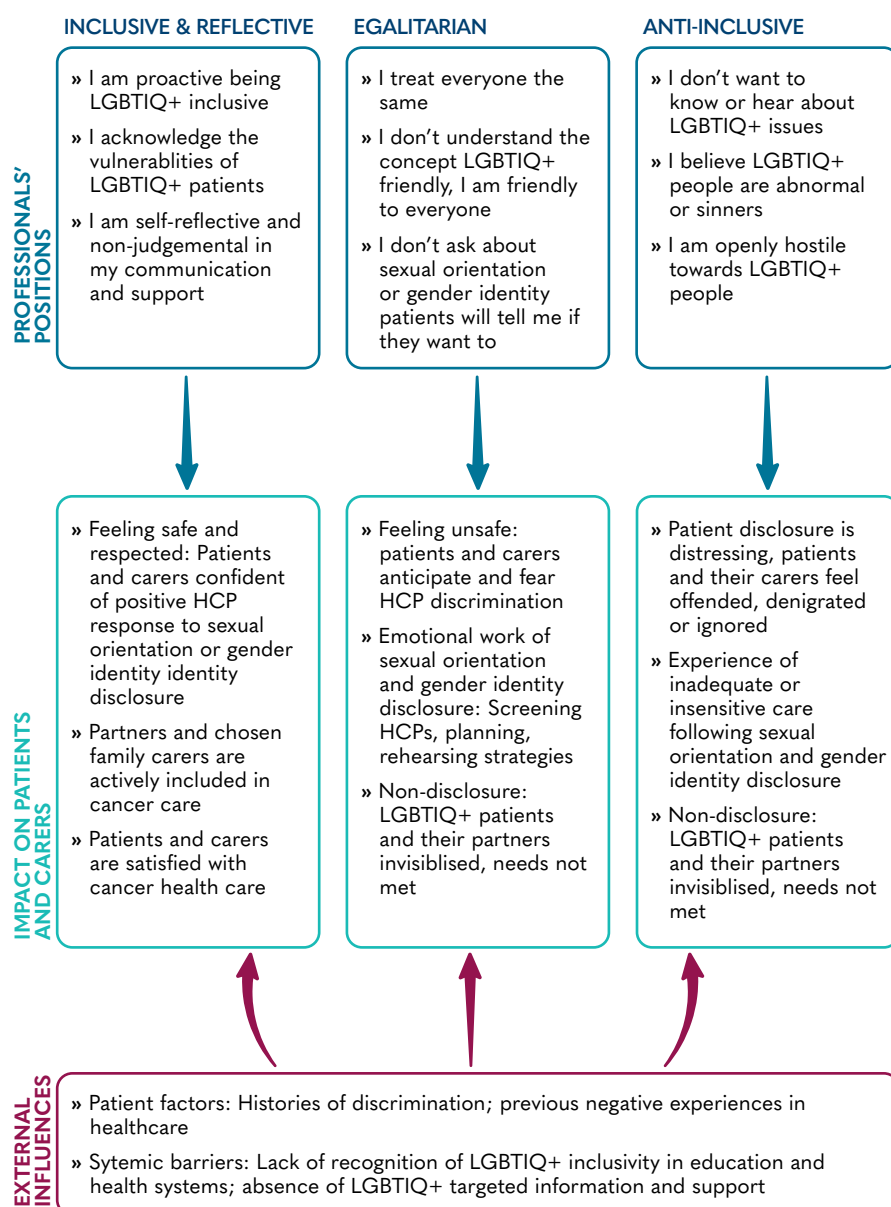 INCLUSIVE & REFLECTIVE
EGALITARIAN
ANTI-INCLUSIVE
PROFESSIONALS'
POSITIONS
» I am proactive being
LGBTIQ+ inclusive
» I acknowledge the
vulnerablities of
LGBTIQ+ patients
» I am self-reflective and
non-judgemental in
my communication
and support
» I treat everyone the
same
» I don't understand the
concept LGBTIQ+
friendly, I am friendly
to everyone
» I don't ask about
sexual orientation
or gender identity
patients will tell me if
they want to
» I don't want to
know or hear about
LGBTIQ+ issues
» I believe LGBTIQ+
people are abnormal
or sinners
» I am openly hostile
towards LGBTIQ+
people
IMPACT ON PATIENTS
AND CARERS
» Feeling safe and
respected: Patients
and carers confident
of positive HCP
response to sexual
orientation or gender
identity identity
disclosure
» Partners and chosen
family carers are
actively included in
cancer care
» Patients and carers
are satisfied with
cancer health care
» Feeling unsafe:
patients and carers
anticipate and fear
HCP discrimination
» Emotional work of
sexual orientation
and gender identity
disclosure: Screening
HCPs, planning,
rehearsing strategies
» Non-disclosure:
LGBTIQ+ patients
and their partners
invisiblised, needs not
met
» Patient disclosure is
distressing, patients
and their carers feel
offended, denigrated
or ignored
» Experience of
inadequate or
insensitive care
following sexual
orientation and gender
identity disclosure
» Non-disclosure:
LGBTIQ+ patients
and their partners
invisiblised, needs not
met
EXTERNAL
INFLUENCES
» Patient factors: Histories of discrimination; previous negative experiences in
healthcare
» Sytemic barriers: Lack of recognition of LGBTIQ+ inclusivity in education and
health systems; absence of LGBTIQ+ targeted information and support